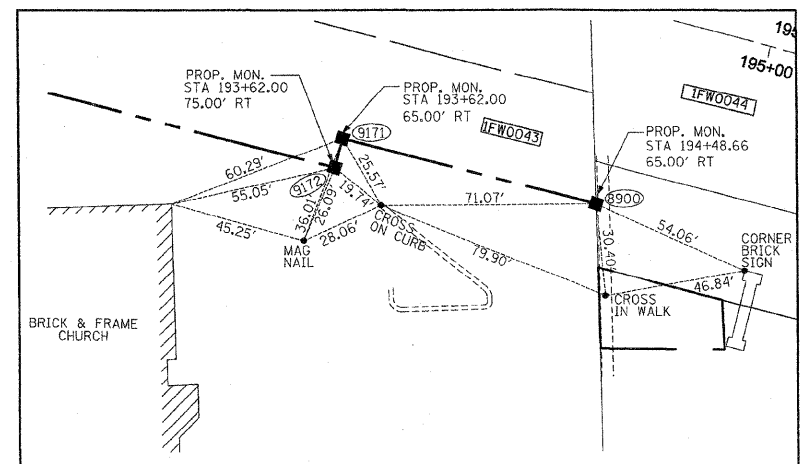 195
195+00
PROP. MON.
STA 193+62.00
75.00' RT
PROP. MON.
STA 193+62.00
65.00' RT
1FW0044
9171
1FW0043
PROP. MON.
STA 194+48.66
65.00' RT
60.29'
25.57'
55.05'
9172
19.74'
71.07'
8900
36.01'
26.09'
45.25'
28.06'
CROSS
ON CURB
54.06'
MAG
NAIL
79.90'
30.40'
CORNER
BRICK
SIGN
46.84'
CROSS
IN WALK
BRICK & FRAME
CHURCH